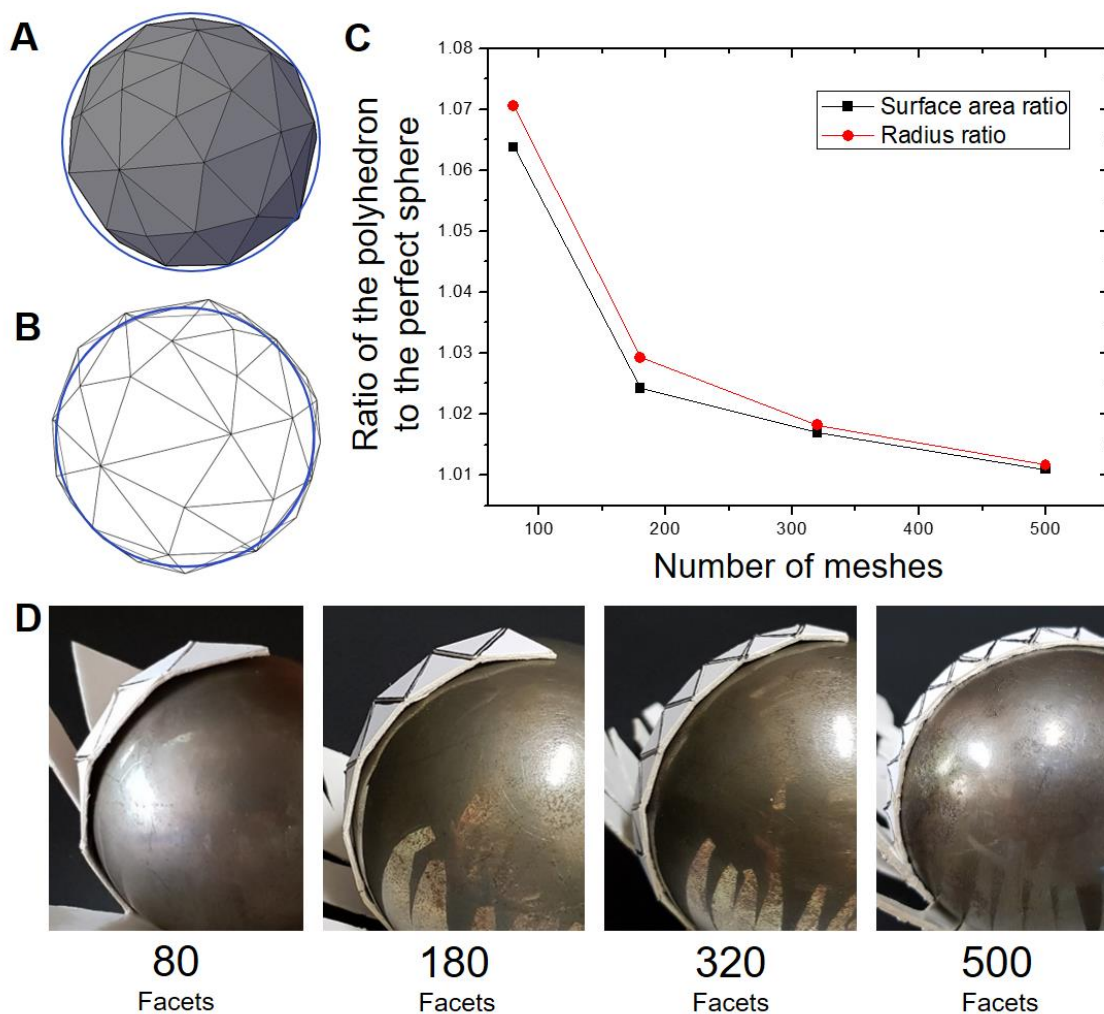 A
B
C
Ratio of the polyhedron
to the perfect sphere
1.08
1.07
1.06
1.05
1.04
1.03
1.02
1.01
Surface area ratio
Radius ratio
100
200
300
400
500
Number of meshes
D
80
Facets
180
Facets
320
Facets
500
Facets